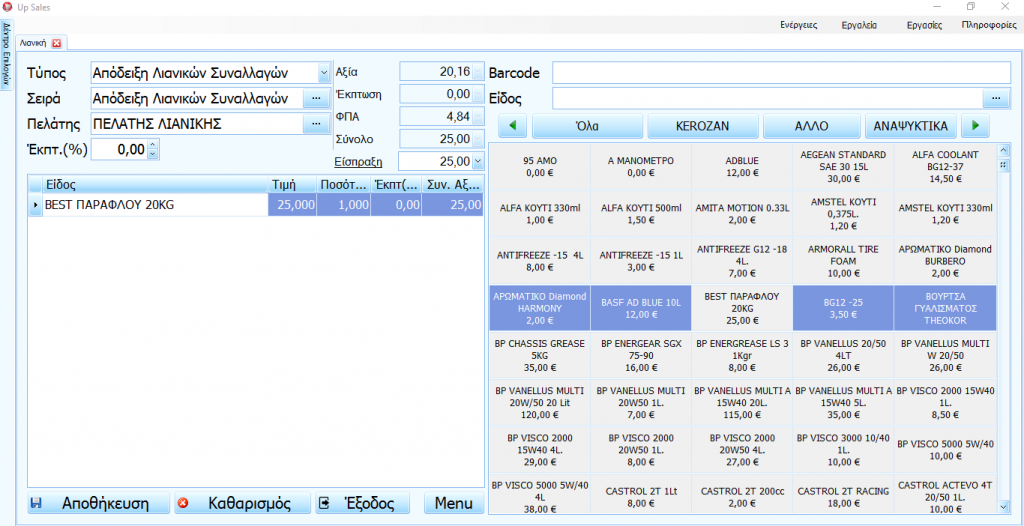 Up Sales
Ενέργειες Εργαλεία Εργασίες Πληροφορίες
Δέντρο Επιλογών
Λιανική
Τύπος Απόδειξη Λιανικών Συναλλαγών
Σειρά Απόδειξη Λιανικών Συναλλαγών ...
Πελάτης ΠΕΛΑΤΗΣ ΛΙΑΝΙΚΗΣ ...
Έκπτ.(%) 0,00
Αξία 20,16
Έκπτωση 0,00
ΦΠΑ 4,84
Σύνολο 25,00
Είσπραξη 25,00
Είδος Τιμή Ποσότ... Έκπτ(... Συν. Αξ...
BEST ΠΑΡΑΦΛΟΥ 20KG 25,000 1,000 0,00 25,00
Αποθήκευση Καθαρισμός Έξοδος Menu
Barcode
Είδος ...
Όλα KEROZAN ΑΛΛΟ ΑΝΑΨΥΚΤΙΚΑ
95 ΑΜΟ
0,00 €
Α ΜΑΝΟΜΕΤΡΟ
0,00 €
ADBLUE
12,00 €
AEGEAN STANDARD
SAE 30 15L
30,00 €
ALFA COOLANT
BG12-37
14,50 €
ALFA ΚΟΥΤΙ 330ml
1,00 €
ALFA ΚΟΥΤΙ 500ml
1,50 €
AMITA MOTION 0.33L
2,00 €
AMSTEL ΚΟΥΤΙ
0,375L.
1,20 €
AMSTEL ΚΟΥΤΙ 330ml
1,20 €
ANTIFREEZE -15 4L
8,00 €
ANTIFREEZE -15 1L
3,00 €
ANTIFREEZE G12 -18
4L.
7,00 €
ARMORALL TIRE
FOAM
10,00 €
ΑΡΩΜΑΤΙΚΟ Diamond
BURBERO
2,00 €
ΑΡΩΜΑΤΙΚΟ Diamond
HARMONY
2,00 €
BASF AD BLUE 10L
12,00 €
BEST ΠΑΡΑΦΛΟΥ
20KG
25,00 €
BG12 -25
3,50 €
ΒΟΥΡΤΣΑ
ΓΥΑΛΙΣΜΑΤΟΣ
THEOKOR
BP CHASSIS GREASE
5KG
35,00 €
BP ENERGEAR SGX
75-90
16,00 €
BP ENERGREASE LS 3
1Kgr
8,00 €
BP VANELLUS 20/50
4LT
26,00 €
BP VANELLUS MULTI
W 20/50
26,00 €
BP VANELLUS MULTI
20W/50 20 Lit
120,00 €
BP VANELLUS MULTI
20W50 1L.
7,00 €
BP VANELLUS MULTI A
15W40 20L.
115,00 €
BP VANELLUS MULTI A
15W40 5L.
35,00 €
BP VISCO 2000 15W40
1L.
8,50 €
BP VISCO 2000
15W40 4L.
29,00 €
BP VISCO 2000
20W50 1L.
8,00 €
BP VISCO 2000
20W50 4L.
27,00 €
BP VISCO 3000 10/40
1L.
10,00 €
BP VISCO 5000 5W/40
10,00 €
BP VISCO 5000 5W/40
4L
38,00 €
CASTROL 2T 1Lt
8,00 €
CASTROL 2T 200cc
2,00 €
CASTROL 2T RACING
18,00 €
CASTROL ACTEVO 4T
20/50 1L.
10,00 €